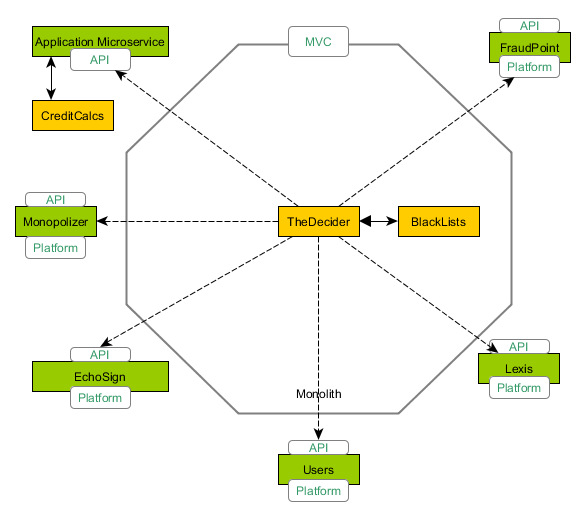 MVC
API
FraudPoint
Platform
Application Microservice
API
CreditCalcs
API
Monopolizer
Platform
TheDecider
BlackLists
API
EchoSign
Platform
API
Lexis
Platform
Monolith
API
Users
Platform